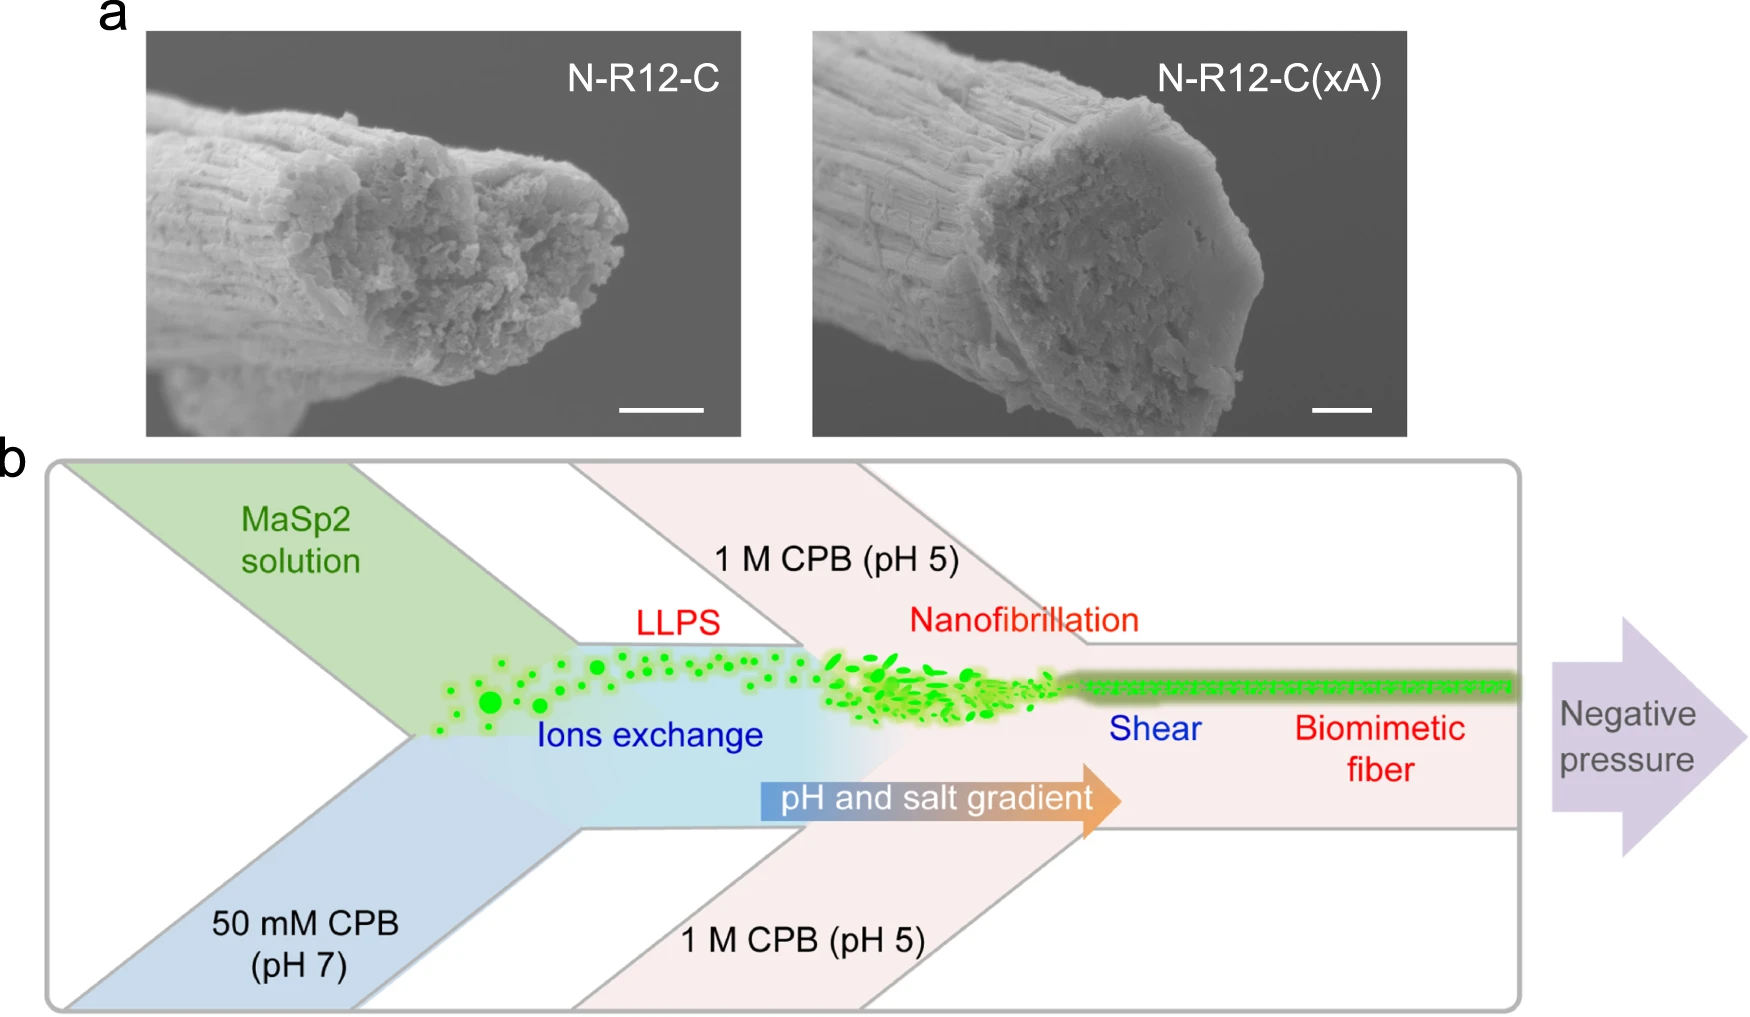 a
N-R12-C
N-R12-C(xA)
b
MaSp2
solution
1 M CPB (pH 5)
LLPS
Nanofibrillation
Ions exchange
Shear
Biomimetic
fiber
Negative
pressure
pH and salt gradient
50 mM CPB
(pH 7)
1 M CPB (pH 5)